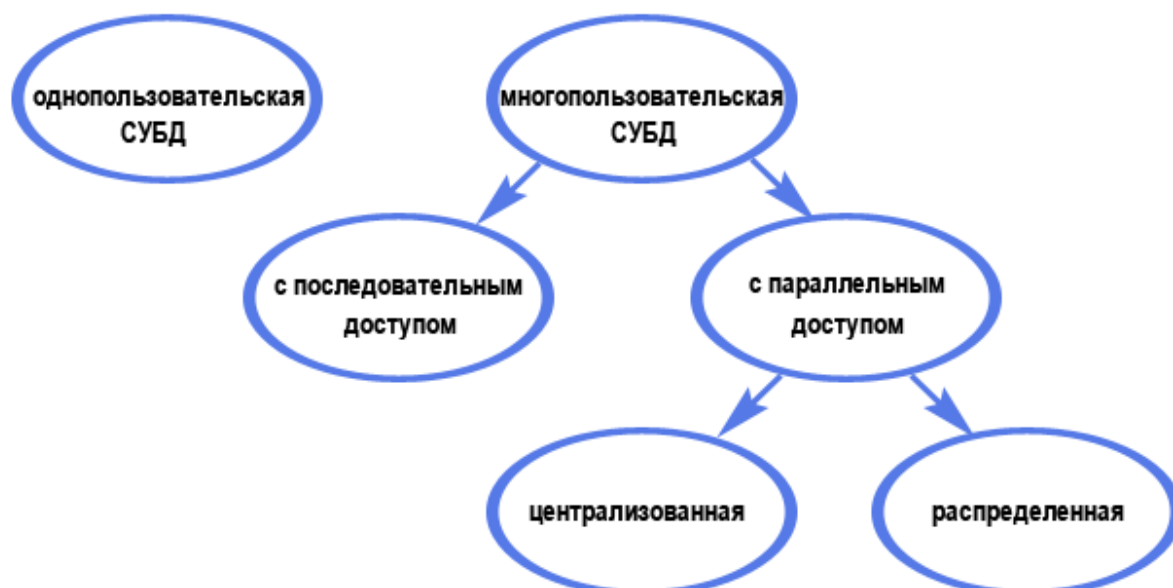 однопользовательская
СУБД
многопользовательская
СУБД
с последовательным
доступом
с параллельным
доступом
централизованная
распределенная